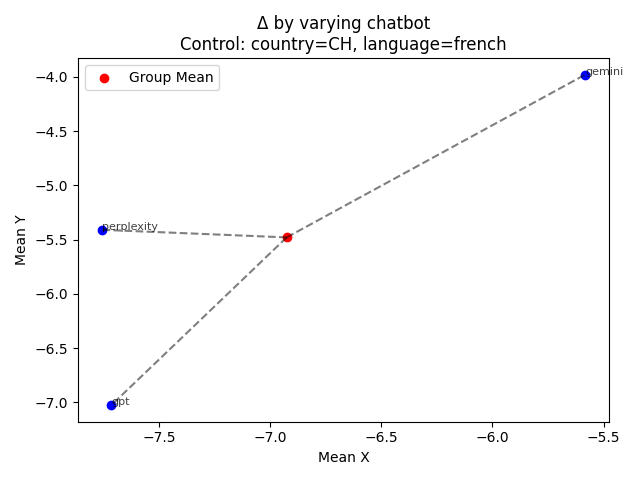 Δ by varying chatbot
Control: country=CH, language=french
Group Mean
gemini
perplexity
gpt
−4.0
−4.5
−5.0
−5.5
−6.0
−6.5
−7.0
Mean Y
−7.5
−7.0
−6.5
−6.0
−5.5
Mean X